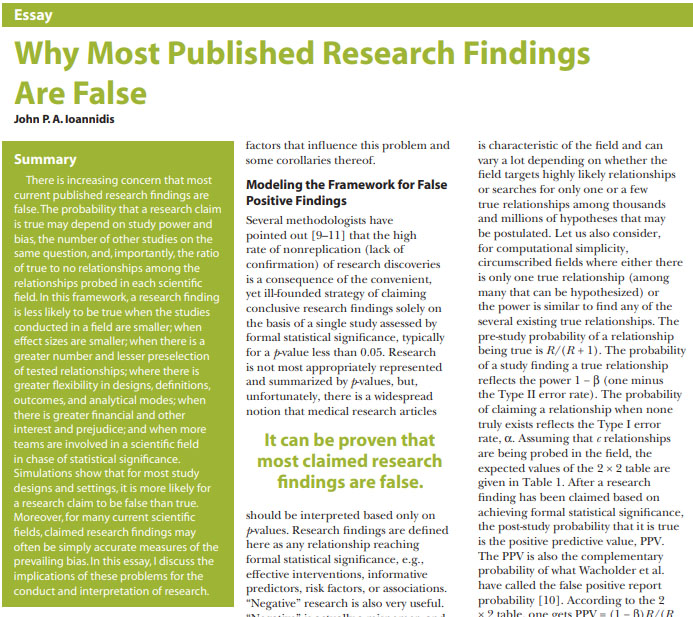 Essay
Why Most Published Research Findings
Are False
John P. A. Ioannidis
Summary
There is increasing concern that most
current published research findings are
false. The probability that a research claim
is true may depend on study power and
bias, the number of other studies on the
same question, and, importantly, the ratio
of true to no relationships among the
relationships probed in each scientific
field. In this framework, a research finding
is less likely to be true when the studies
conducted in a field are smaller; when
effect sizes are smaller; when there is a
greater number and lesser preselection
of tested relationships; where there is
greater flexibility in designs, definitions,
outcomes, and analytical modes; when
there is greater financial and other
interest and prejudice; and when more
teams are involved in a scientific field
in chase of statistical significance.
Simulations show that for most study
designs and settings, it is more likely for
a research claim to be false than true.
Moreover, for many current scientific
fields, claimed research findings may
often be simply accurate measures of the
prevailing bias. In this essay, I discuss the
implications of these problems for the
conduct and interpretation of research.
factors that influence this problem and
some corollaries thereof.
Modeling the Framework for False
Positive Findings
Several methodologists have
pointed out [9–11] that the high
rate of nonreplication (lack of
confirmation) of research discoveries
is a consequence of the convenient,
yet ill-founded strategy of claiming
conclusive research findings solely on
the basis of a single study assessed by
formal statistical significance, typically
for a p-value less than 0.05. Research
is not most appropriately represented
and summarized by p-values, but,
unfortunately, there is a widespread
notion that medical research articles
It can be proven that
most claimed research
findings are false.
should be interpreted based only on
p-values. Research findings are defined
here as any relationship reaching
formal statistical significance, e.g.,
effective interventions, informative
predictors, risk factors, or associations.
“Negative” research is also very useful.
“Negative” is actually a misnomer, and
is characteristic of the field and can
vary a lot depending on whether the
field targets highly likely relationships
or searches for only one or a few
true relationships among thousands
and millions of hypotheses that may
be postulated. Let us also consider,
for computational simplicity,
circumscribed fields where either there
is only one true relationship (among
many that can be hypothesized) or
the power is similar to find any of the
several existing true relationships. The
pre-study probability of a relationship
being true is R/(R + 1). The probability
of a study finding a true relationship
reflects the power 1 − β (one minus
the Type II error rate). The probability
of claiming a relationship when none
truly exists reflects the Type I error
rate, α. Assuming that c relationships
are being probed in the field, the
expected values of the 2 × 2 table are
given in Table 1. After a research
finding has been claimed based on
achieving formal statistical significance,
the post-study probability that it is true
is the positive predictive value, PPV.
The PPV is also the complementary
probability of what Wacholder et al.
have called the false positive report
probability [10]. According to the 2
× 2 table, one gets PPV = (1 − β)R/(R